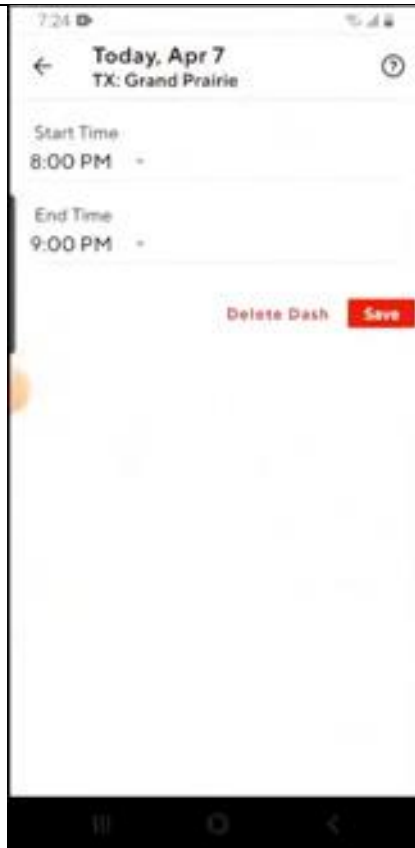 7:24
Today, Apr 7
TX: Grand Prairie
Start Time
8:00 PM
End Time
9:00 PM
Delete Dash Save